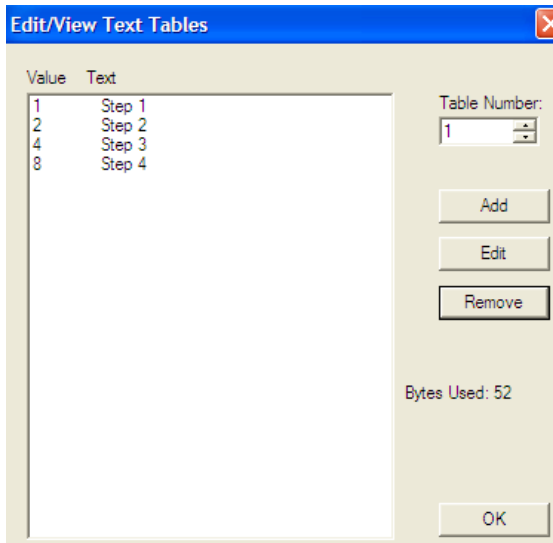 Edit/View Text Tables
Value Text
1 Step 1
2 Step 2
4 Step 3
8 Step 4
Table Number:
1
Add
Edit
Remove
Bytes Used: 52
OK